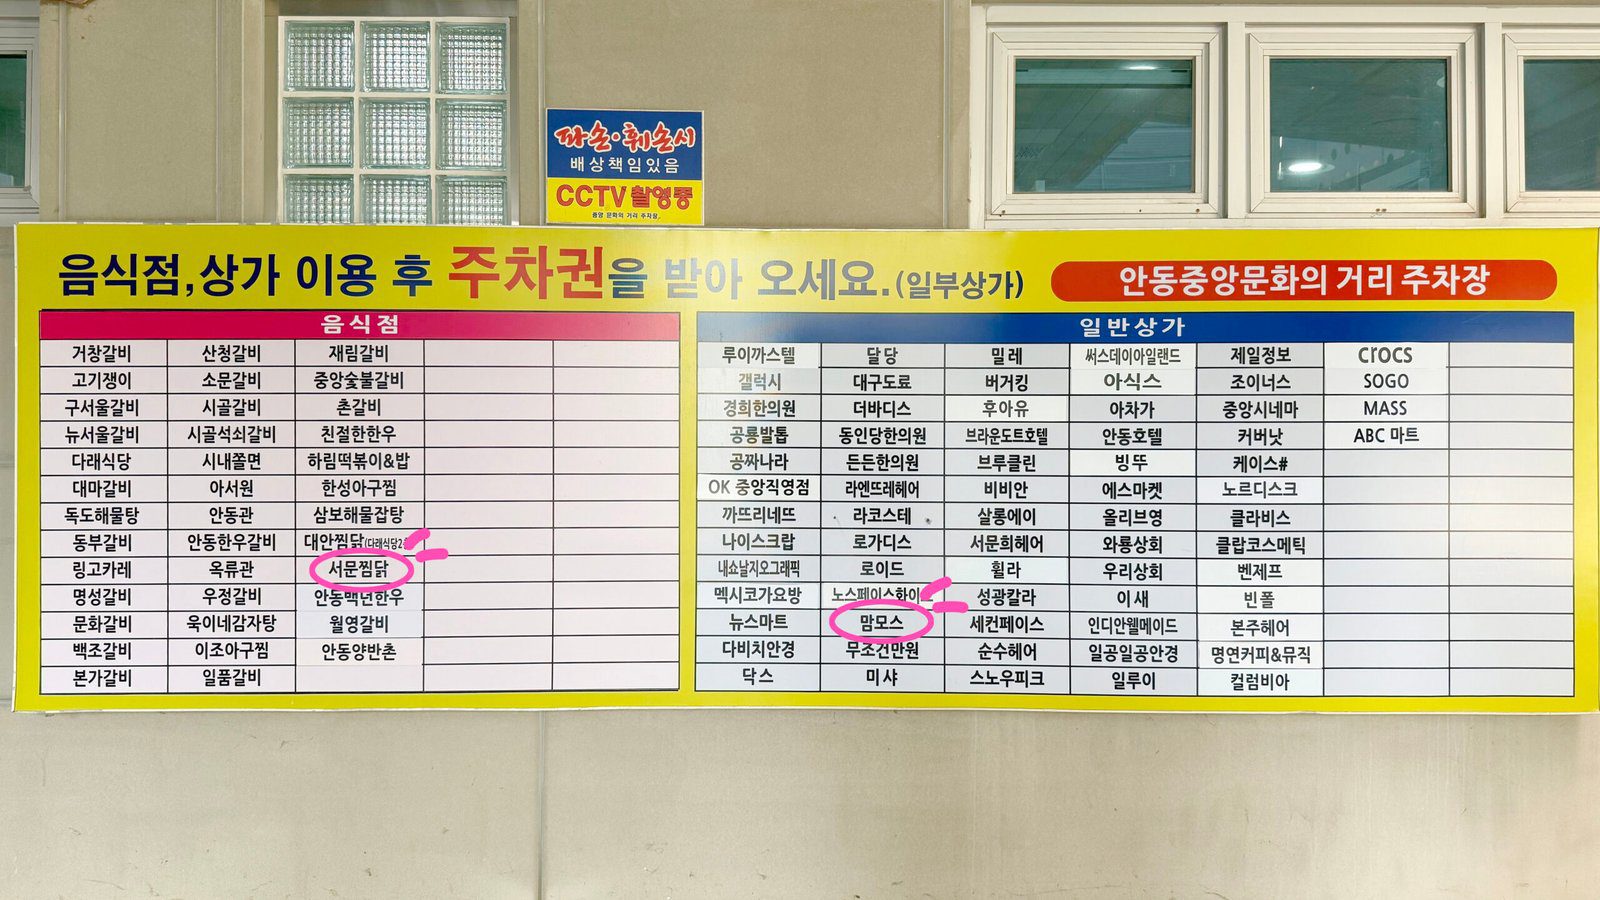 파손·훼손시
배상책임있음
CCTV 촬영중
중앙 문화의 거리 주차장
음식점,상가 이용 후 주차권을 받아 오세요.(일부상가)
안동중앙문화의 거리 주차장
음식점
거창갈비 산청갈비 재림갈비
고기쟁이 소문갈비 중앙숯불갈비
구서울갈비 시골갈비 촌갈비
뉴서울갈비 시골석쇠갈비 친절한한우
다래식당 시내쫄면 하림떡볶이&밥
대마갈비 아서원 한성아구찜
독도해물탕 안동관 삼보해물잡탕
동부갈비 안동한우갈비 대안찜닭(다래식당2
링고카레 옥류관 서문찜닭
명성갈비 우정갈비 안동백년한우
문화갈비 욱이네감자탕 월영갈비
백조갈비 이조아구찜 안동양반촌
본가갈비 일품갈비
일반상가
루이까스텔 달당 밀레 써스데이아일랜드 제일정보 crocs
갤럭시 대구도료 버거킹 아식스 조이너스 SOGO
경희한의원 더바디스 후아유 아차가 중앙시네마 MASS
공룡발톱 동인당한의원 브라운도트호텔 안동호텔 커버낫 ABC 마트
공짜나라 든든한의원 브루클린 빙뚜 케이스#
OK 중앙직영점 라엔뜨레헤어 비비안 에스마켓 노르디스크
까뜨리네뜨 라코스테 살롱에이 올리브영 클라비스
나이스크랍 로가디스 서문희헤어 와룡상회 클랍코스메틱
내쇼날지오그래픽 로이드 휠라 우리상회 벤제프
멕시코가요방 노스페이스화이트 성광칼라 이새 빈폴
뉴스마트 맘모스 세컨페이스 인디안웰메이드 본주헤어
다비치안경 무조건만원 순수헤어 일공일공안경 명연커피&뮤직
닥스 미샤 스노우피크 일루이 컬럼비아